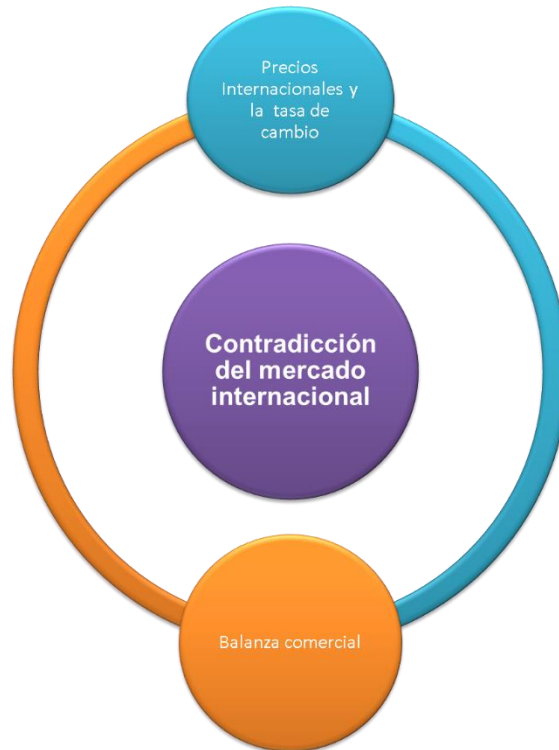 Precios
Internacionales y
la tasa de
cambio
Contradicción
del mercado
internacional
Balanza comercial